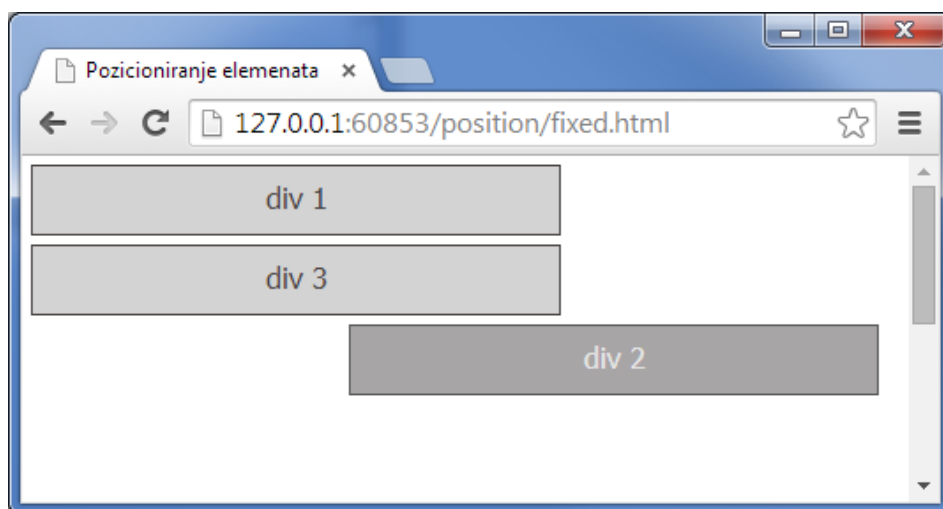 Pozicioniranje elemenata
127.0.0.1:60853/position/fixed.html
div 1
div 3
div 2